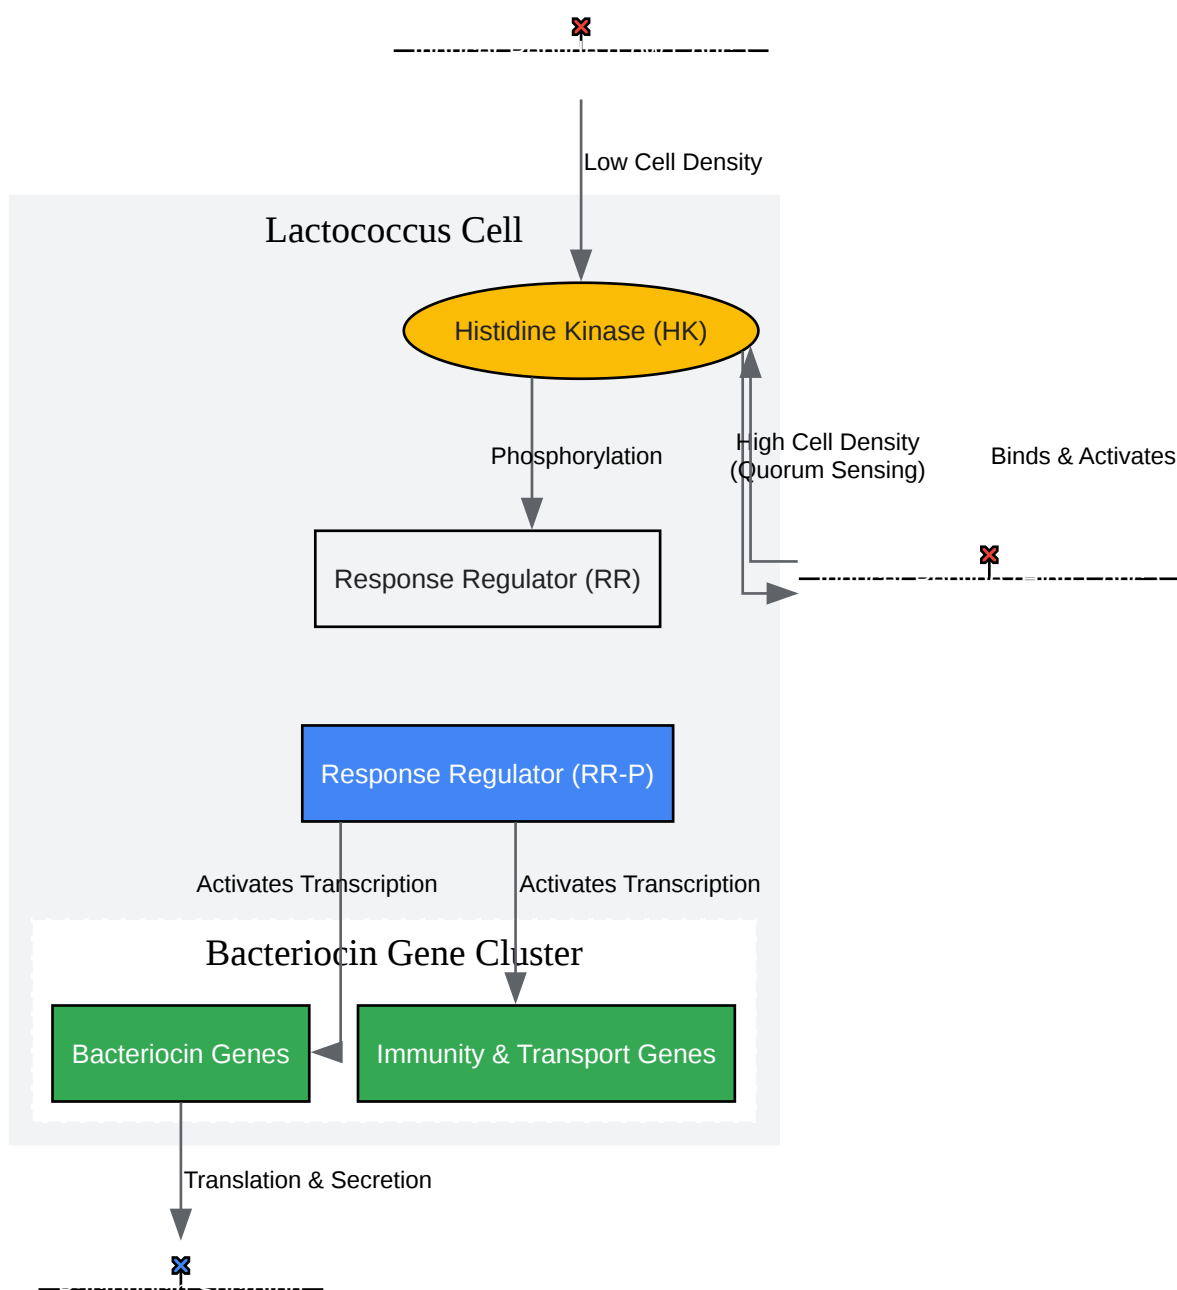 Low Cell Density
Lactococcus Cell
Histidine Kinase (HK)
Phosphorylation
High Cell Density
(Quorum Sensing)
Binds & Activates
Response Regulator (RR)
Response Regulator (RR-P)
Activates Transcription
Activates Transcription
Bacteriocin Gene Cluster
Bacteriocin Genes
Immunity & Transport Genes
Translation & Secretion